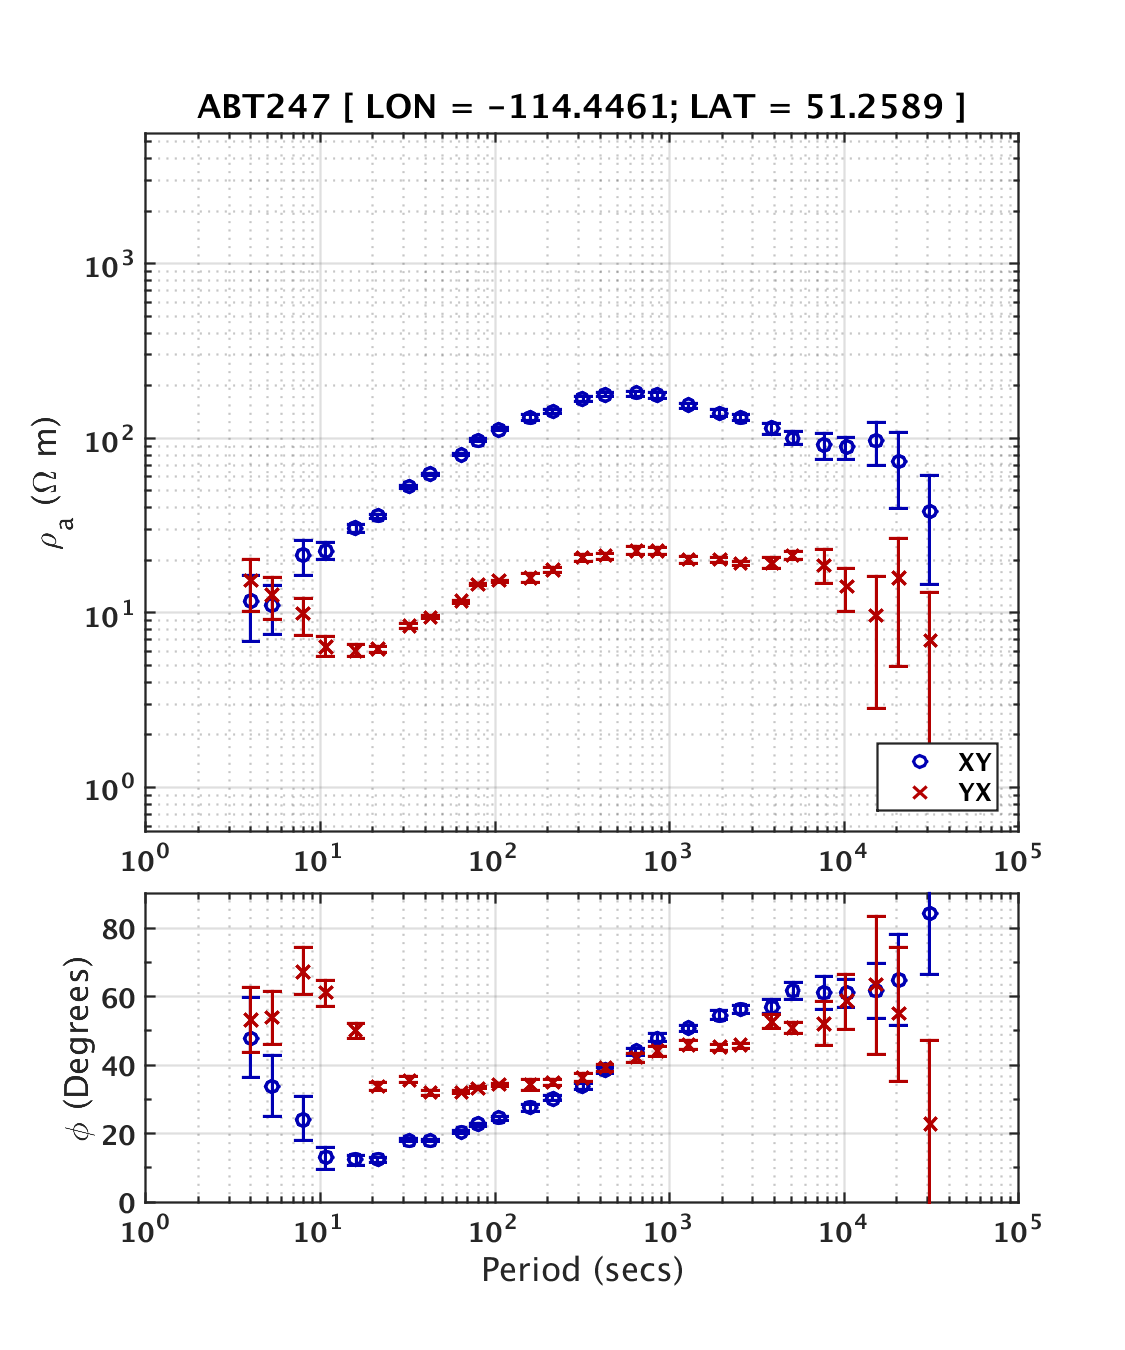 ABT247 [ LON = -114.4461; LAT = 51.2589 ]
10³
10²
10¹
10⁰
ρₐ (Ω m)
XY
YX
10⁰ 10¹ 10² 10³ 10⁴ 10⁵
80
60
40
20
0
ϕ (Degrees)
10⁰ 10¹ 10² 10³ 10⁴ 10⁵
Period (secs)